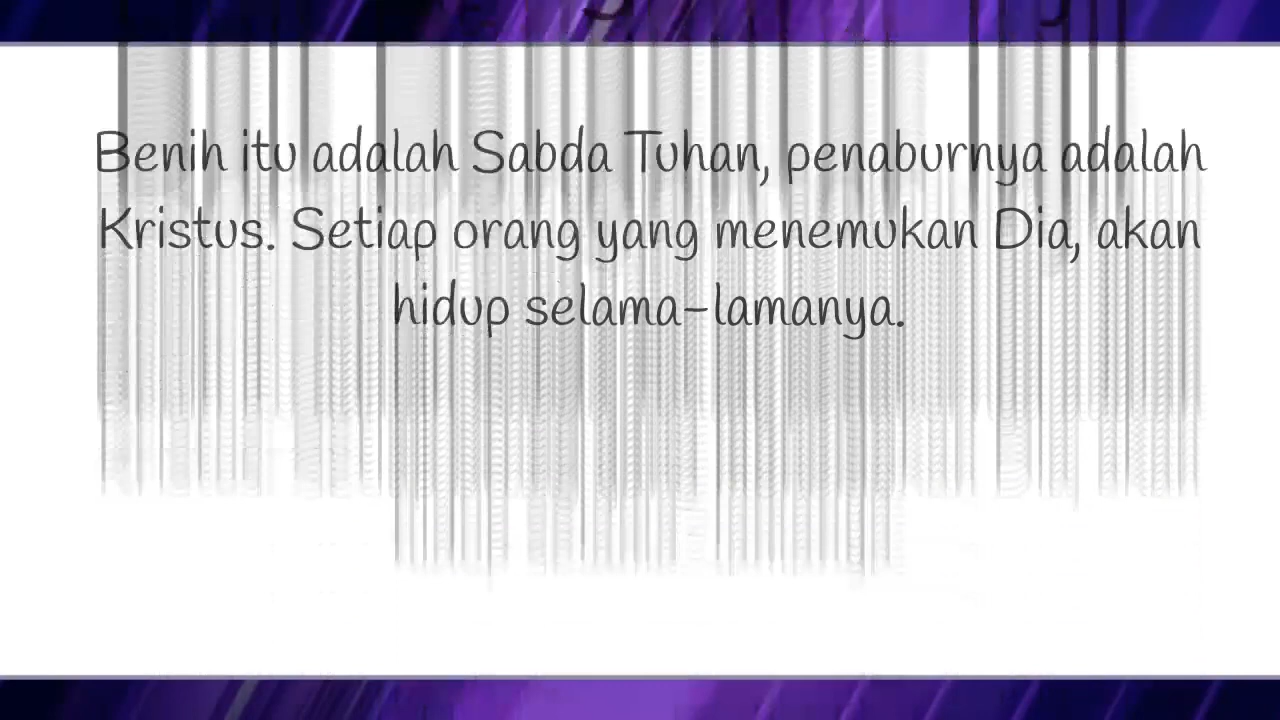 Benih itu adalah Sabda Tuhan, penaburnya adalah
Kristus. Setiap orang yang menemukan Dia, akan
hidup selama-lamanya.